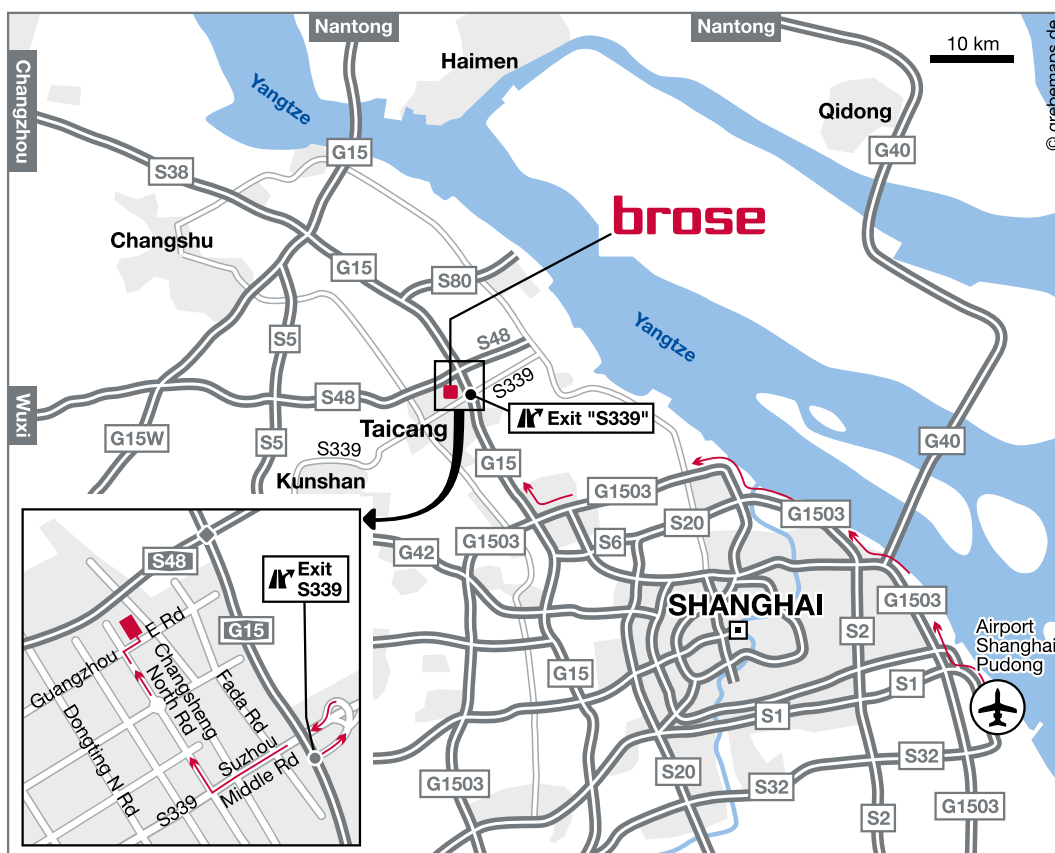 Nantong
Nantong
10 km
© grebemaps.de
Haimen
Changzhou
Yangtze
Qidong
G15
G40
S38
brose
Changshu
G15
S80
Yangtze
S5
S48
S339
S48
Wuxi
Exit "S339"
Taicang
G15W
S5
S339
G15
G40
Kunshan
G1503
G1503
S20
S6
G1503
G42
SHANGHAI
G1503
S2
Airport
Shanghai
Pudong
G15
S1
S1
S20
S32
S32
G1503
G1503
S2
S48
Exit
S339
G15
E Rd
Guangzhou
Changsheng
North Rd
Fada Rd
Dongting N Rd
Suzhou
Middle Rd
S339